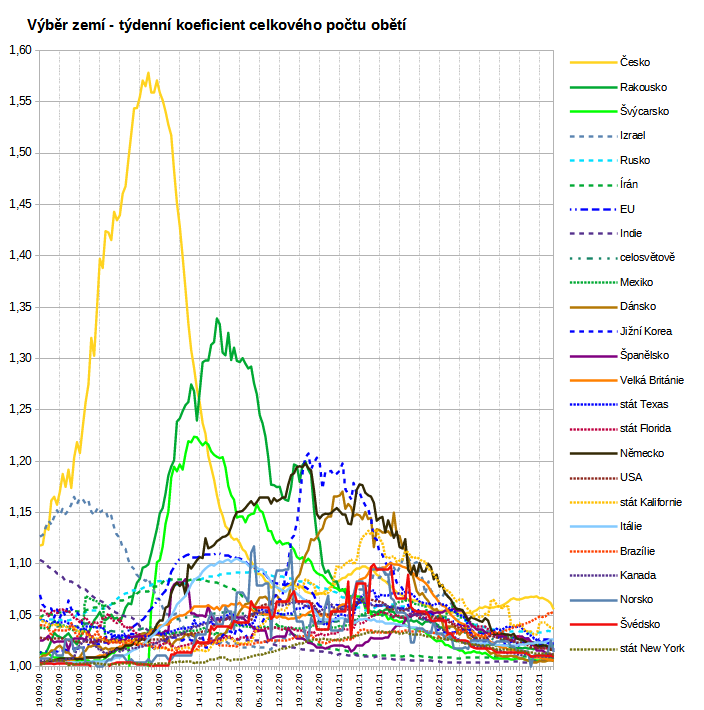 Výběr zemí - týdenní koeficient celkového počtu obětí
1,60
1,55
1,50
1,45
1,40
1,35
1,30
1,25
1,20
1,15
1,10
1,05
1,00
19.09.20
26.09.20
03.10.20
10.10.20
17.10.20
24.10.20
31.10.20
07.11.20
14.11.20
21.11.20
28.11.20
05.12.20
12.12.20
19.12.20
26.12.20
02.01.21
09.01.21
16.01.21
23.01.21
30.01.21
06.02.21
13.02.21
20.02.21
27.02.21
06.03.21
13.03.21
Česko
Rakousko
Švýcarsko
Izrael
Rusko
Írán
EU
Indie
celosvětově
Mexiko
Dánsko
Jižní Korea
Španělsko
Velká Británie
stát Texas
stát Florida
Německo
USA
stát Kalifornie
Itálie
Brazílie
Kanada
Norsko
Švédsko
stát New York